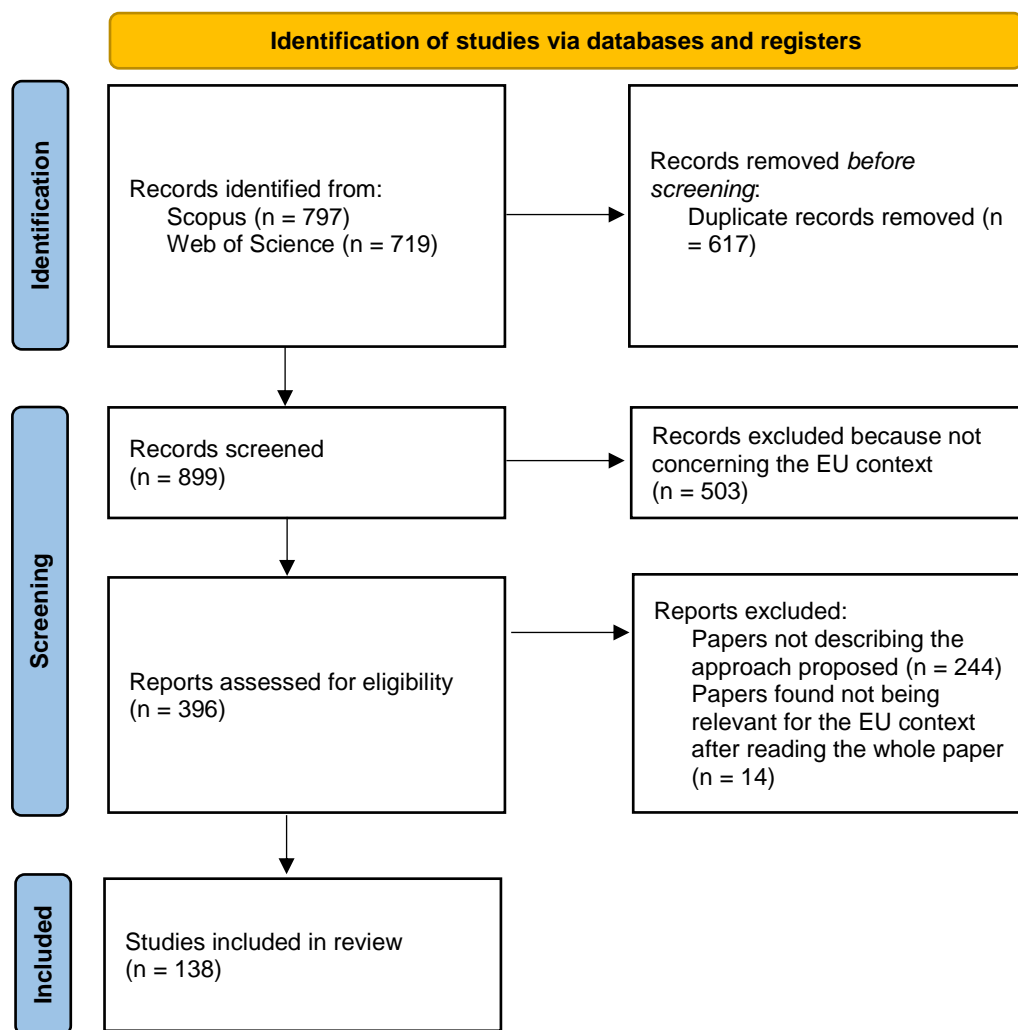 Identification of studies via databases and registers
Identification
Records identified from:
Scopus (n = 797)
Web of Science (n = 719)
Records removed before
screening:
Duplicate records removed (n
= 617)
Screening
Records screened
(n = 899)
Records excluded because not
concerning the EU context
(n = 503)
Reports assessed for eligibility
(n = 396)
Reports excluded:
Papers not describing the
approach proposed (n = 244)
Papers found not being
relevant for the EU context
after reading the whole paper
(n = 14)
Included
Studies included in review
(n = 138)